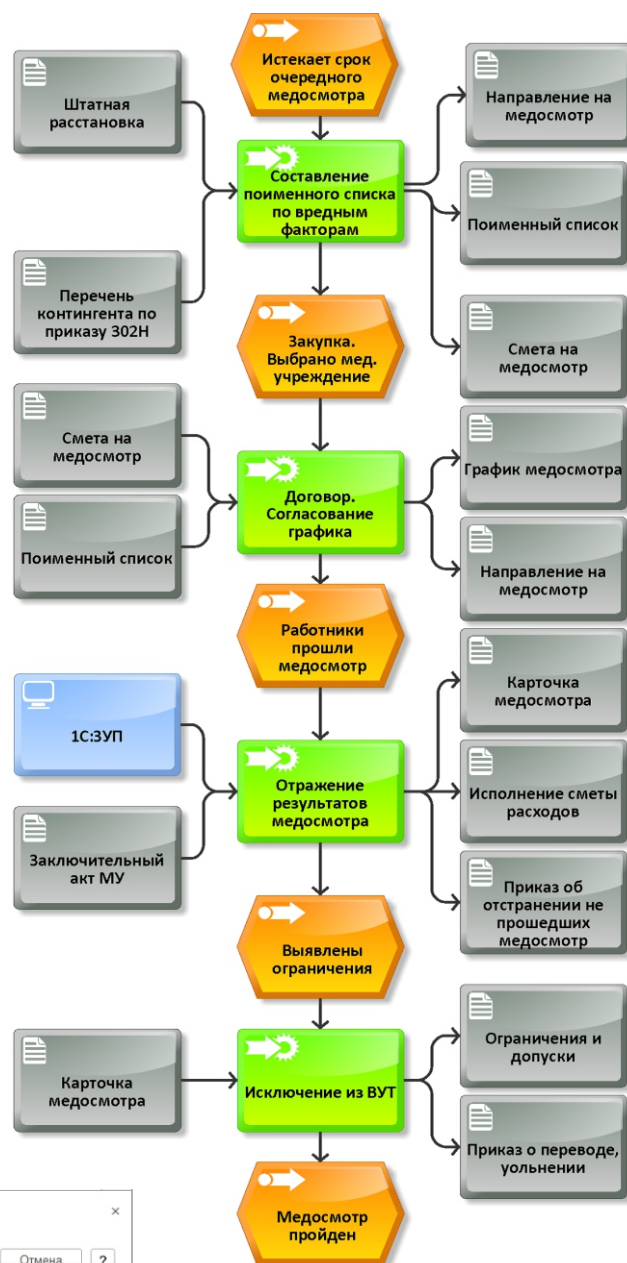 Истекает срок
очередного
медосмотра
Штатная
расстановка
Направление на
медосмотр
Составление
поименного списка
по вредным
факторам
Поименный список
Перечень
контингента по
приказу 302Н
Закупка.
Выбрано мед.
учреждение
Смета на
медосмотр
Смета на
медосмотр
График медосмотра
Договор.
Согласование
графика
Поименный список
Направление на
медосмотр
Работники
прошли
медосмотр
Карточка
медосмотра
1С:ЗУП
Отражение
результатов
медосмотра
Исполнение сметы
расходов
Заключительный
акт МУ
Приказ об
отстранении не
прошедших
медосмотр
Выявлены
ограничения
Ограничения и
допуски
Карточка
медосмотра
Исключение из ВУТ
Приказ о переводе,
уольнении
Медосмотр
пройден
×
Отмена ?